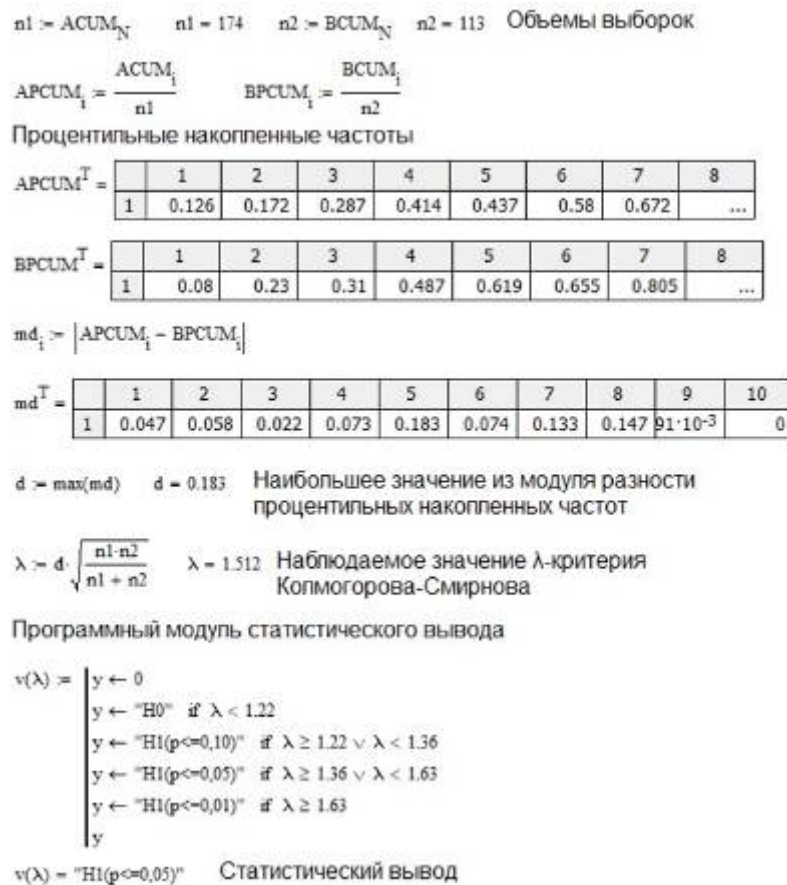 n1 := ACUM_N n1 = 174 n2 := BCUM_N n2 = 113 Объемы выборок
APCUM_i := ACUM_i / n1 BPCUM_i := BCUM_i / n2
Процентильные накопленные частоты
APCUM^T = 1 2 3 4 5 6 7 8
1 0.126 0.172 0.287 0.414 0.437 0.58 0.672 ...
BPCUM^T = 1 2 3 4 5 6 7 8
1 0.08 0.23 0.31 0.487 0.619 0.655 0.805 ...
md_i := |APCUM_i − BPCUM_i|
md^T = 1 2 3 4 5 6 7 8 9 10
1 0.047 0.058 0.022 0.073 0.183 0.074 0.133 0.147 91·10^-3 0
d := max(md) d = 0.183 Наибольшее значение из модуля разности
процентильных накопленных частот
λ := d·√(n1·n2 / n1 + n2) λ = 1.512 Наблюдаемое значение λ-критерия
Колмогорова-Смирнова
Программный модуль статистического вывода
v(λ) := y ← 0
y ← "H0" if λ < 1.22
y ← "H1(p<=0,10)" if λ ≥ 1.22 ∨ λ < 1.36
y ← "H1(p<=0,05)" if λ ≥ 1.36 ∨ λ < 1.63
y ← "H1(p<=0,01)" if λ ≥ 1.63
y
v(λ) = "H1(p<=0,05)" Статистический вывод